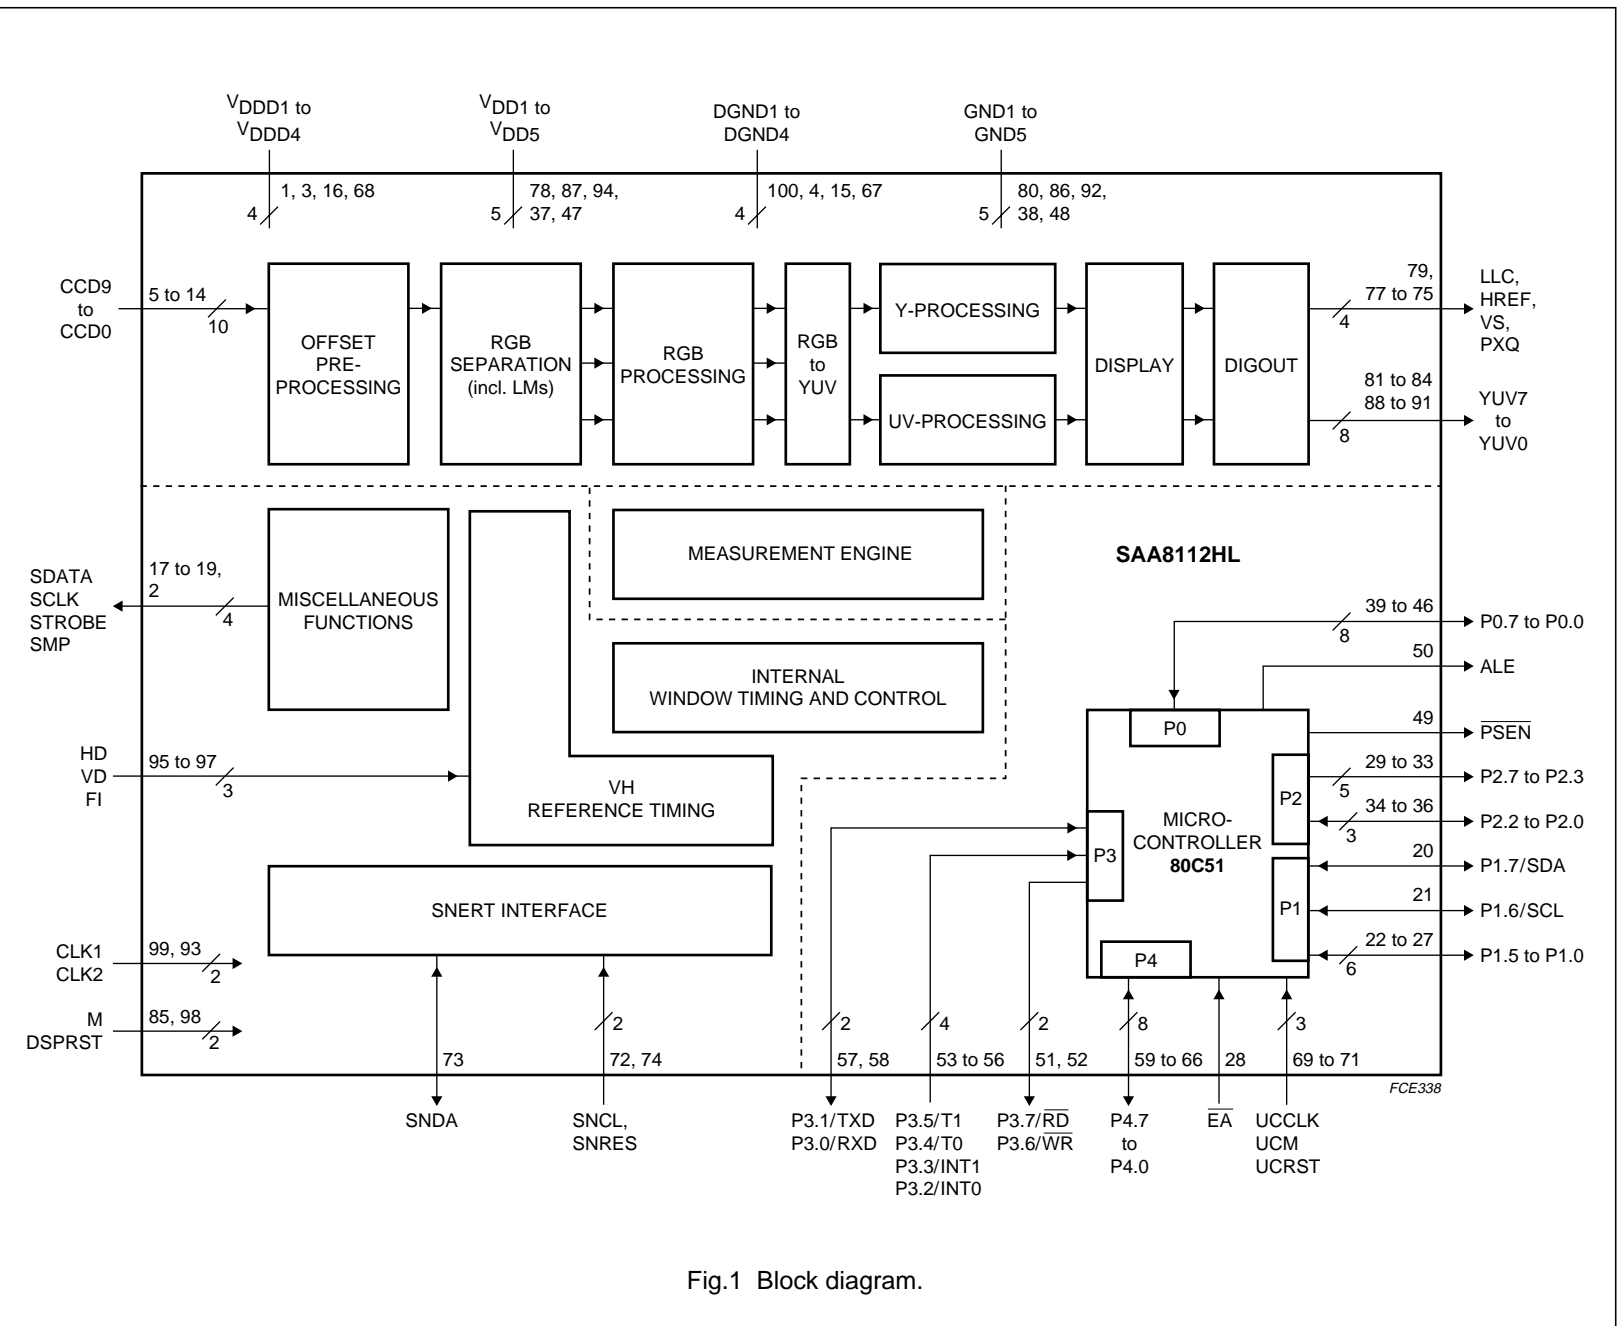 VDDD1 to
VDDD4
VDD1 to
VDD5
DGND1 to
DGND4
GND1 to
GND5
1, 3, 16, 68
4
78, 87, 94,
5
37, 47
100, 4, 15, 67
4
80, 86, 92,
5
38, 48
CCD9
to
CCD0
5 to 14
10
OFFSET
PRE-
PROCESSING
RGB
SEPARATION
(incl. LMs)
RGB
PROCESSING
RGB
to
YUV
Y-PROCESSING
UV-PROCESSING
DISPLAY
DIGOUT
79,
77 to 75
4
LLC,
HREF,
VS,
PXQ
81 to 84
88 to 91
8
YUV7
to
YUV0
SDATA
SCLK
STROBE
SMP
17 to 19,
2
4
MISCELLANEOUS
FUNCTIONS
MEASUREMENT ENGINE
SAA8112HL
INTERNAL
WINDOW TIMING AND CONTROL
HD
VD
FI
95 to 97
3
VH
REFERENCE TIMING
SNERT INTERFACE
CLK1
CLK2
99, 93
2
M
DSPRST
85, 98
2
73
SNDA
2
72, 74
SNCL,
SNRES
39 to 46
8
P0.7 to P0.0
50
ALE
49
PSEN
29 to 33
5
P2.7 to P2.3
34 to 36
3
P2.2 to P2.0
20
P1.7/SDA
21
P1.6/SCL
22 to 27
6
P1.5 to P1.0
P0
P2
P3
MICRO-
CONTROLLER
80C51
P1
P4
2
57, 58
P3.1/TXD
P3.0/RXD
4
53 to 56
P3.5/T1
P3.4/T0
P3.3/INT1
P3.2/INT0
2
51, 52
P3.7/RD
P3.6/WR
8
59 to 66
P4.7
to
P4.0
28
EA
3
69 to 71
UCCLK
UCM
UCRST
FCE338
Fig.1 Block diagram.